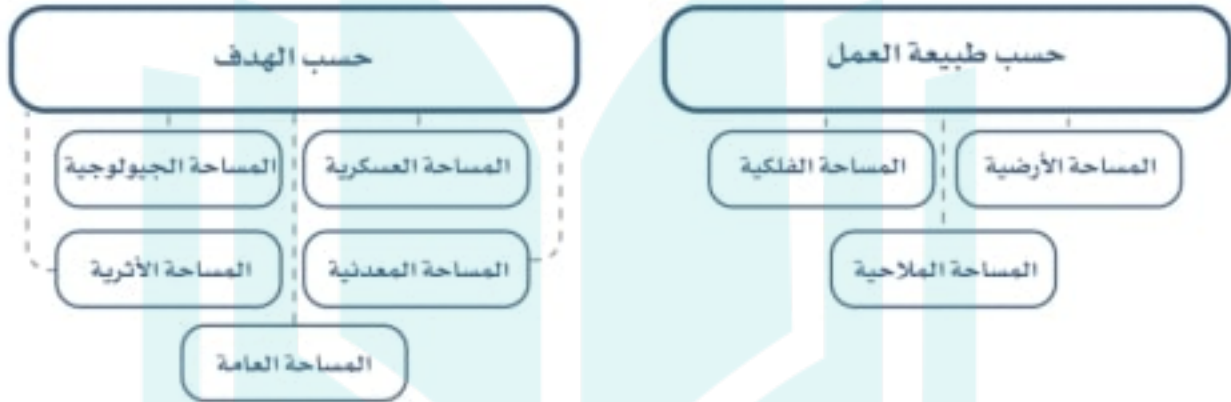 حسب طبيعة العمل
المساحة الأرضية
المساحة الفلكية
المساحة الملاحية
حسب الهدف
المساحة العسكرية
المساحة الجيولوجية
المساحة المعدنية
المساحة الأثرية
المساحة العامة